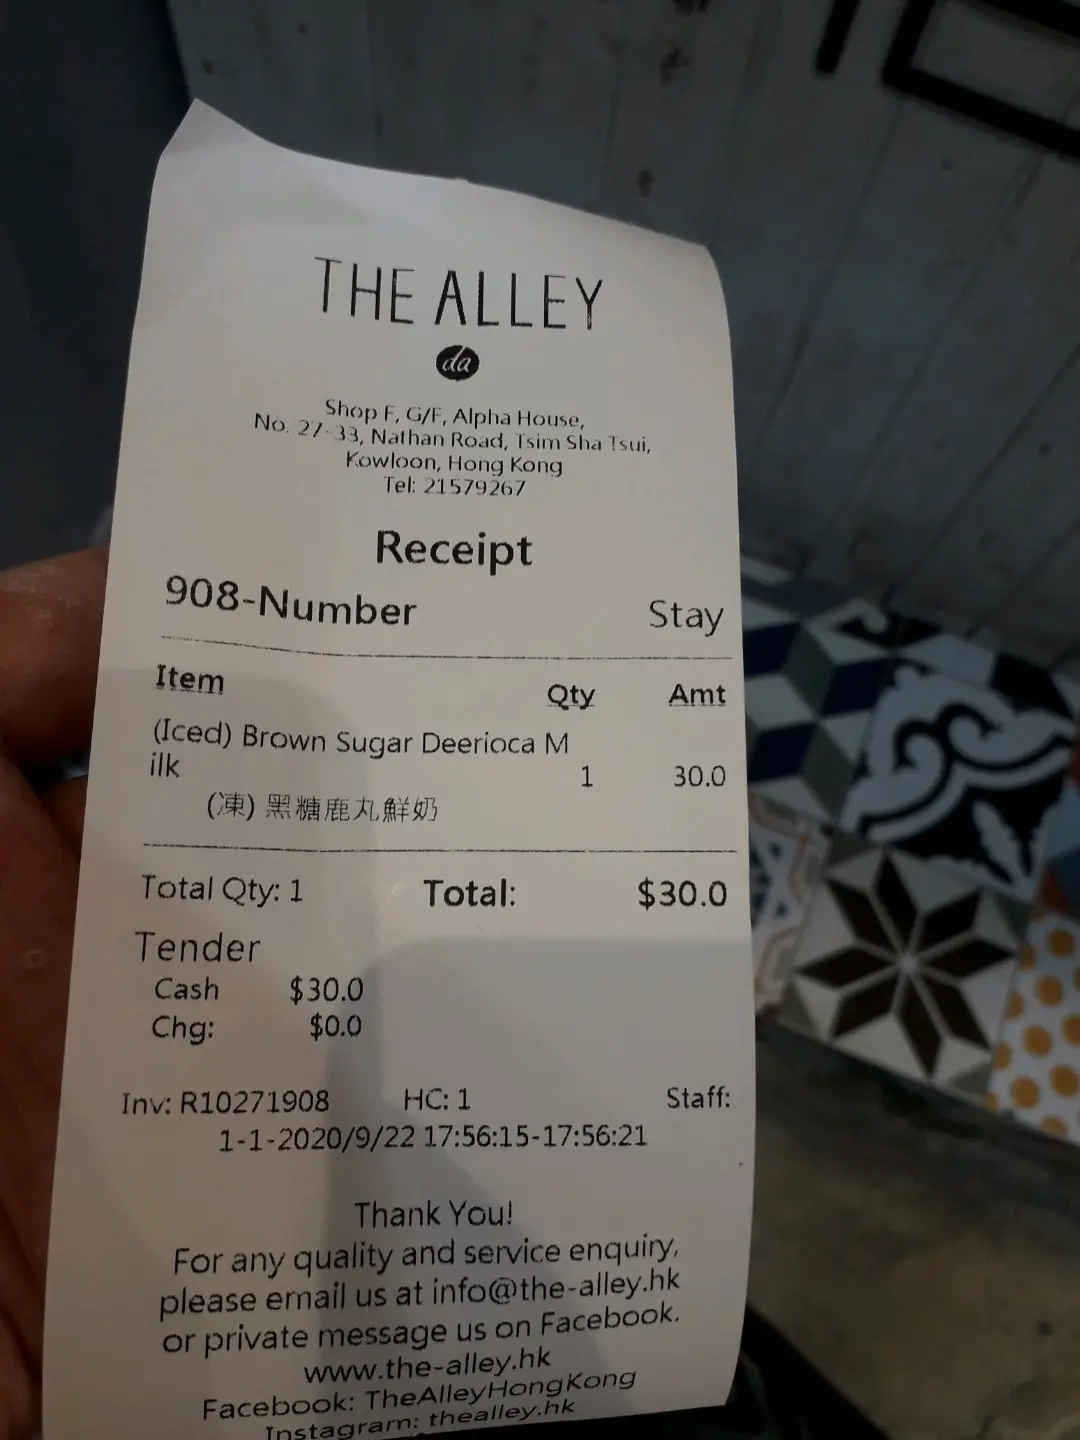 THE ALLEY
da
Shop F, G/F, Alpha House,
No. 27-33, Nathan Road, Tsim Sha Tsui,
Kowloon, Hong Kong
Tel: 21579267
Receipt
908-Number Stay
Item Qty Amt
(Iced) Brown Sugar Deerioca M
ilk 1 30.0
(凍) 黑糖鹿丸鮮奶
Total Qty: 1 Total: $30.0
Tender
Cash $30.0
Chg: $0.0
Inv: R10271908 HC: 1 Staff:
1-1-2020/9/22 17:56:15-17:56:21
Thank You!
For any quality and service enquiry,
please email us at info@the-alley.hk
or private message us on Facebook.
www.the-alley.hk
Facebook: TheAlleyHongKong
Instagram: thealley.hk